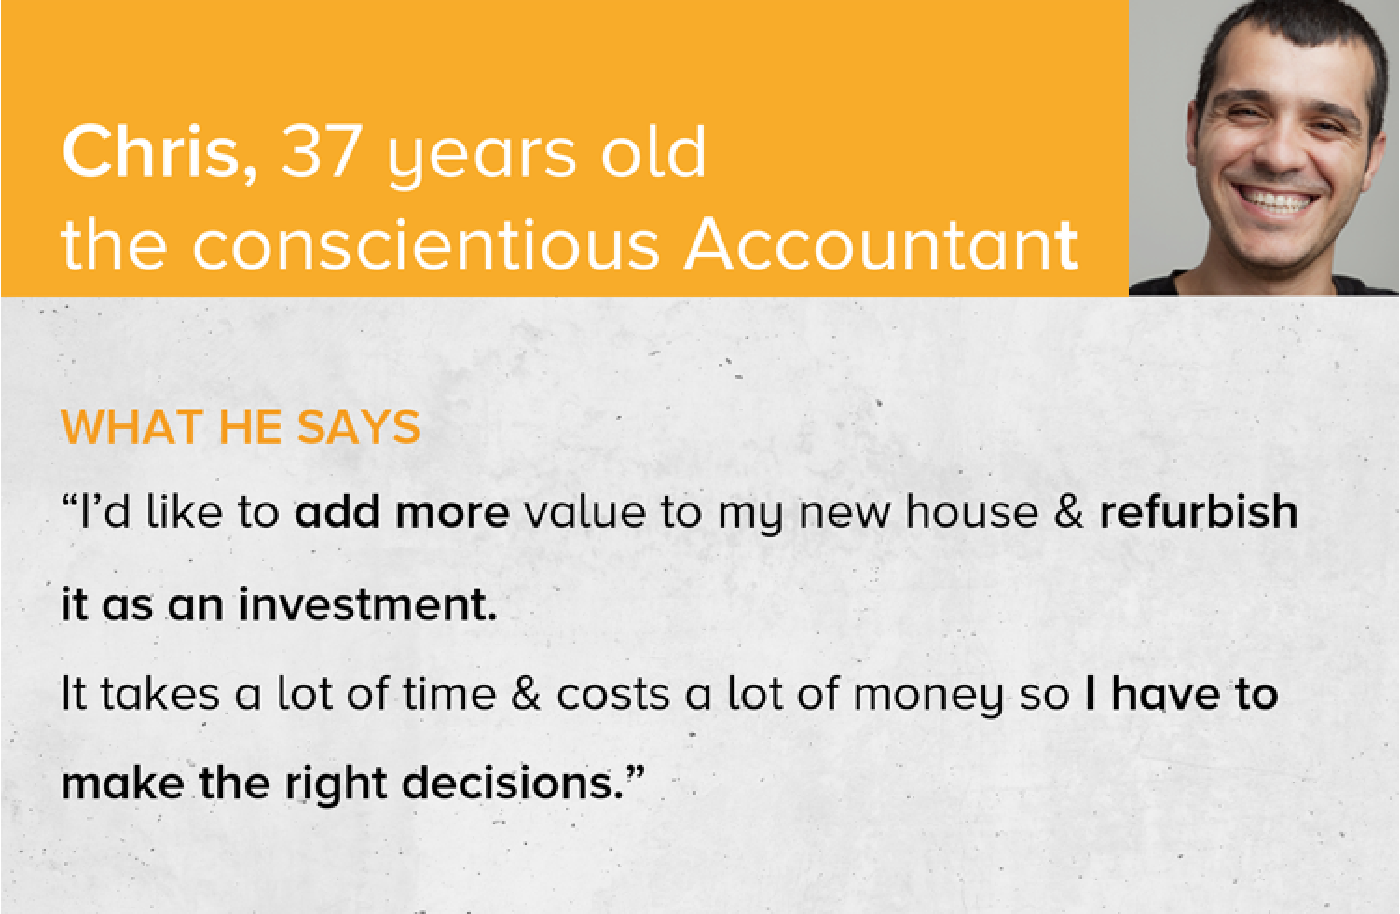 Chris, 37 years old
the conscientious Accountant
WHAT HE SAYS
“I’d like to add more value to my new house & refurbish
it as an investment.
It takes a lot of time & costs a lot of money so I have to
make the right decisions.”